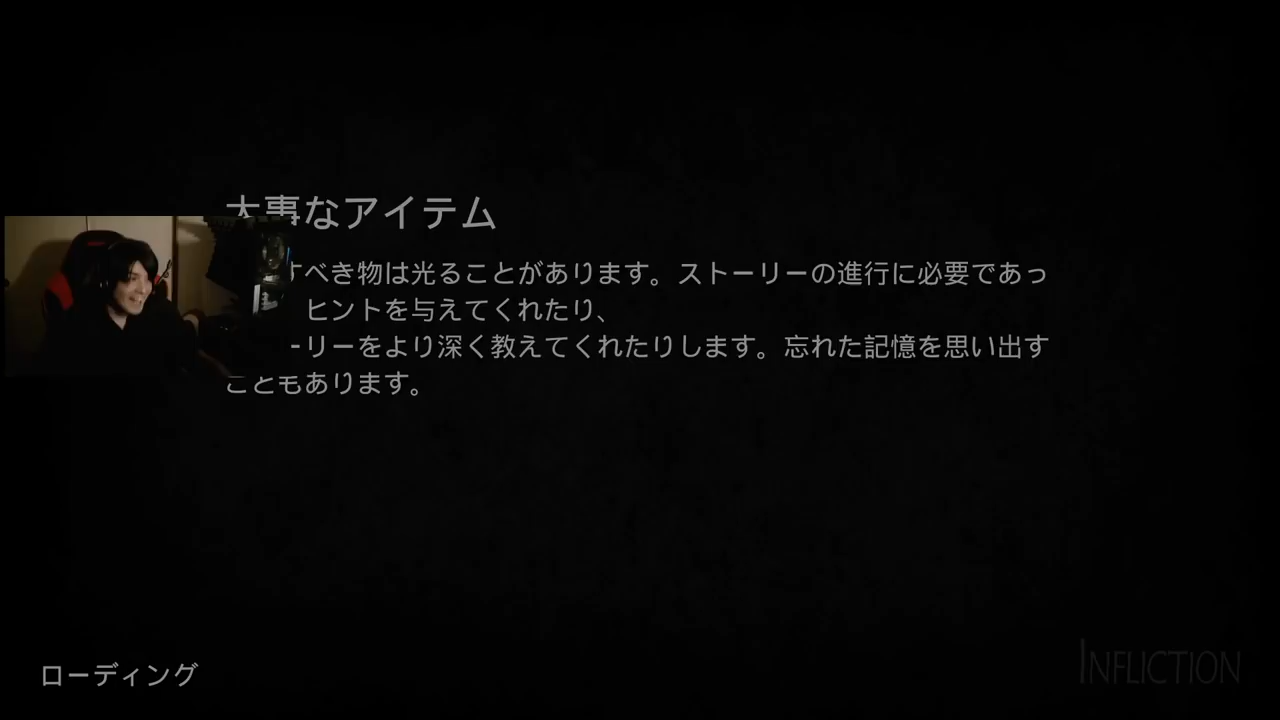 大事なアイテム
すべき物は光ることがあります。ストーリーの進行に必要であっ
ヒントを与えてくれたり、
ーリーをより深く教えてくれたりします。忘れた記憶を思い出す
こともあります。
ローディング
INFLICTION